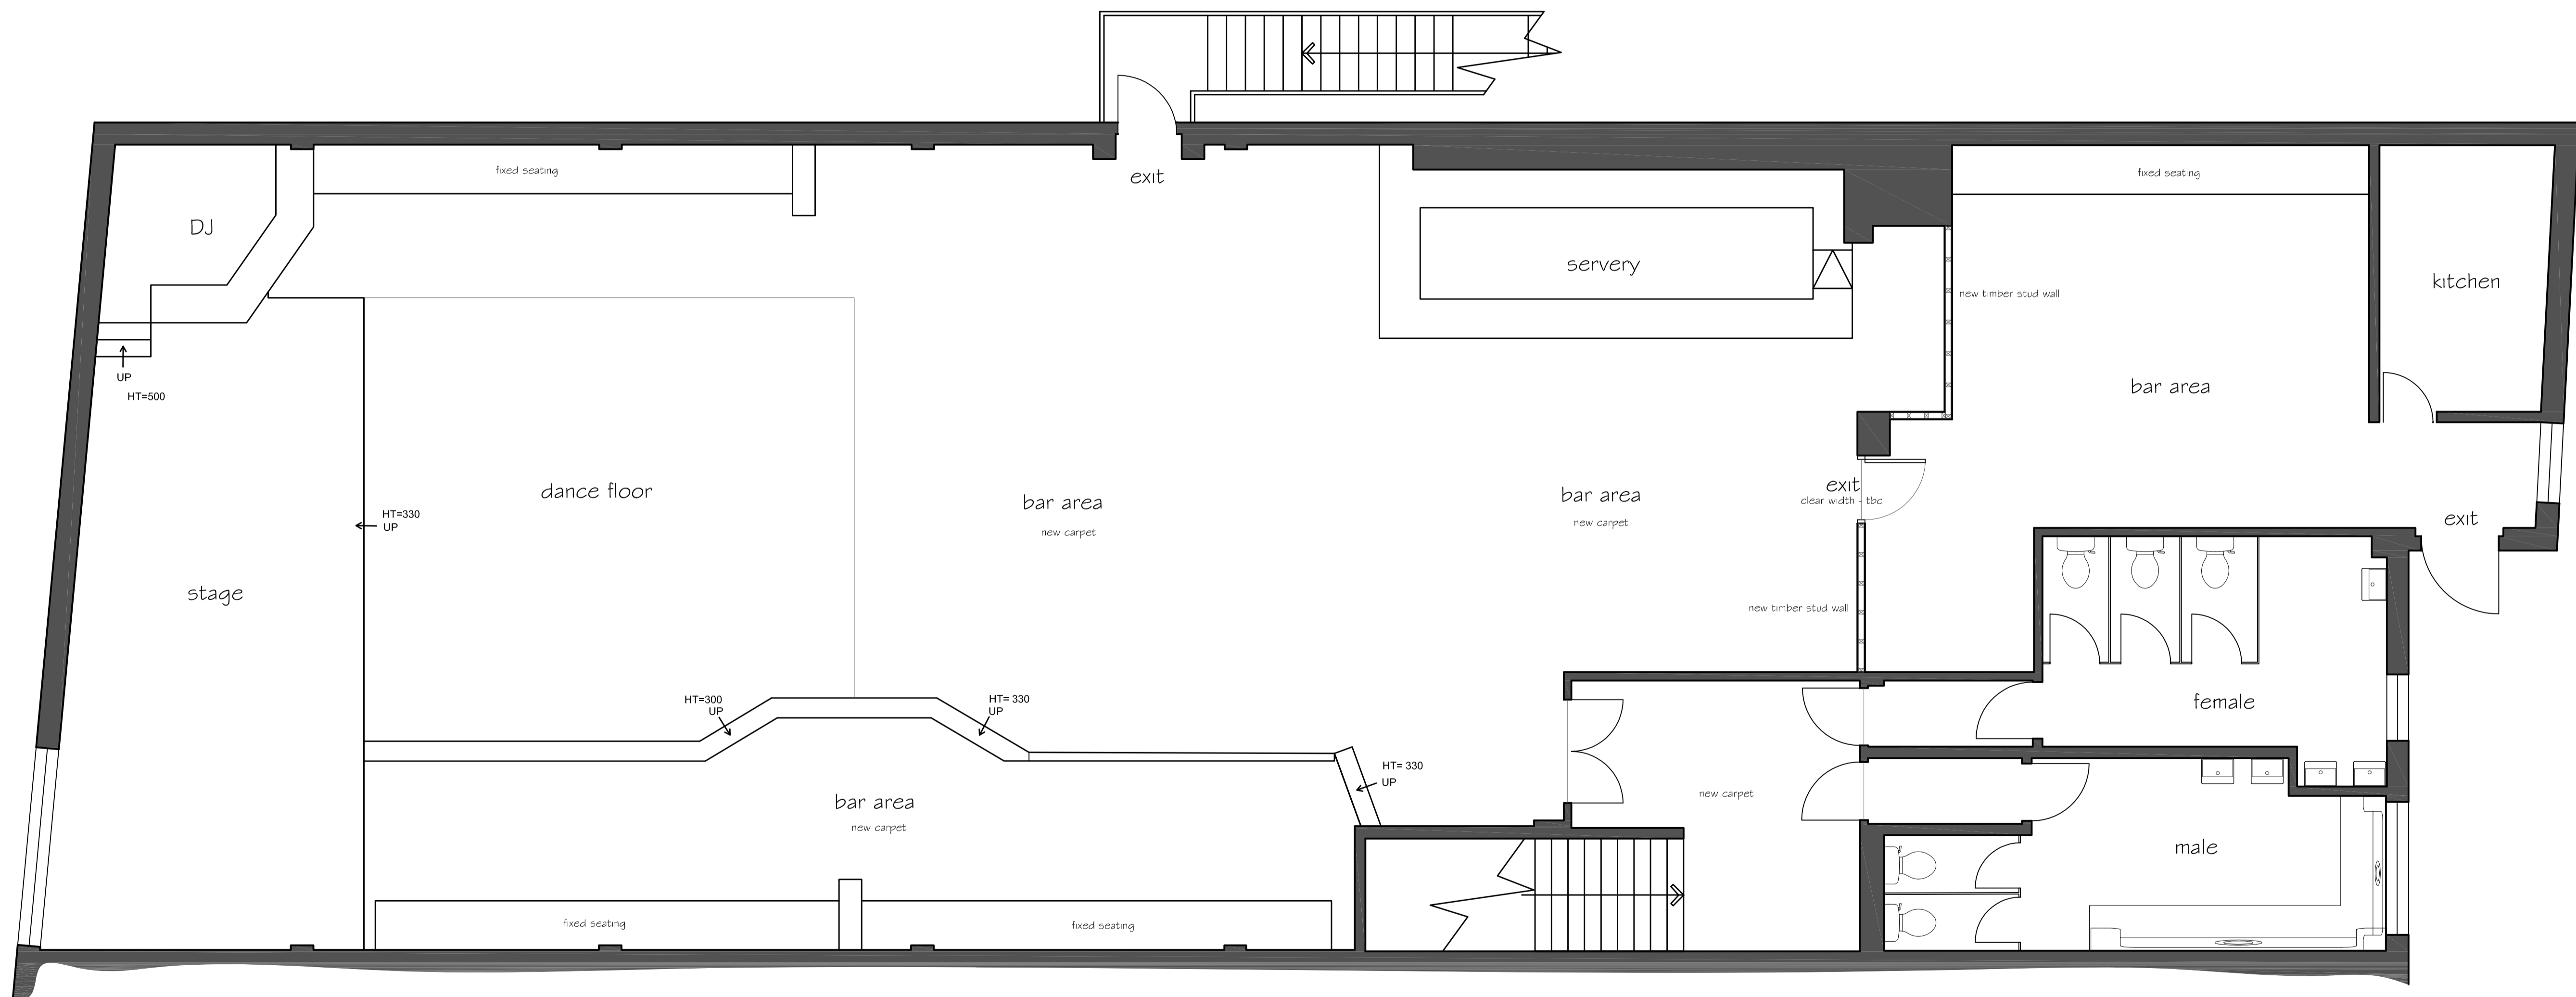 exit
fixed seating
fixed seating
DJ
servery
kitchen
new timber stud wall
UP
HT=500
bar area
dance floor
bar area
new carpet
bar area
new carpet
exit
clear width - tbc
HT=330
UP
exit
stage
new timber stud wall
HT=300
UP
HT= 330
UP
female
HT= 330
UP
bar area
new carpet
new carpet
male
fixed seating
fixed seating